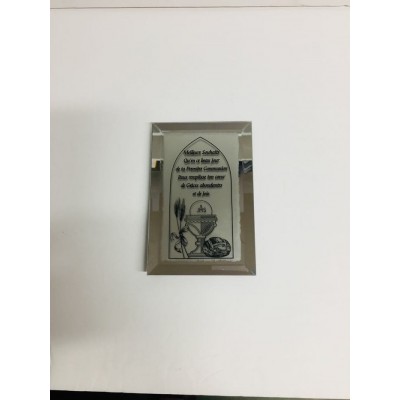 Meilleurs Souhaits
Qu'en ce beau Jour
de ta Première Communion
Jésus remplisse ton coeur
de Grâces abondantes
et de Joie